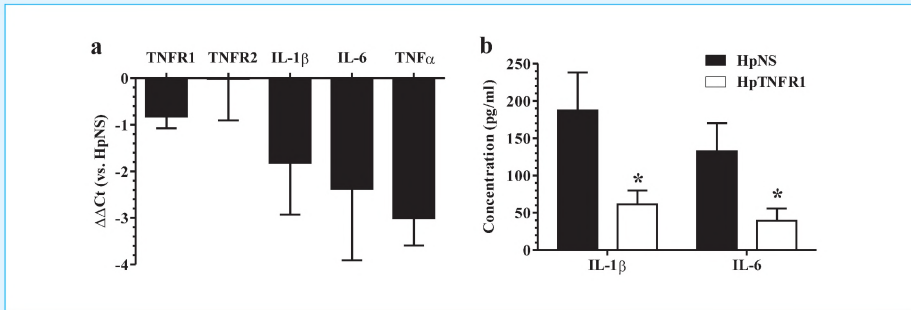 a
TNFR1 TNFR2 IL-1β IL-6 TNFα
0
-1
-2
-3
-4
ΔΔCt (vs. HpNS)
b
HpNS
HpTNFR1
250
200
150
100
50
0
Concentration (pg/ml)
* *
IL-1β IL-6